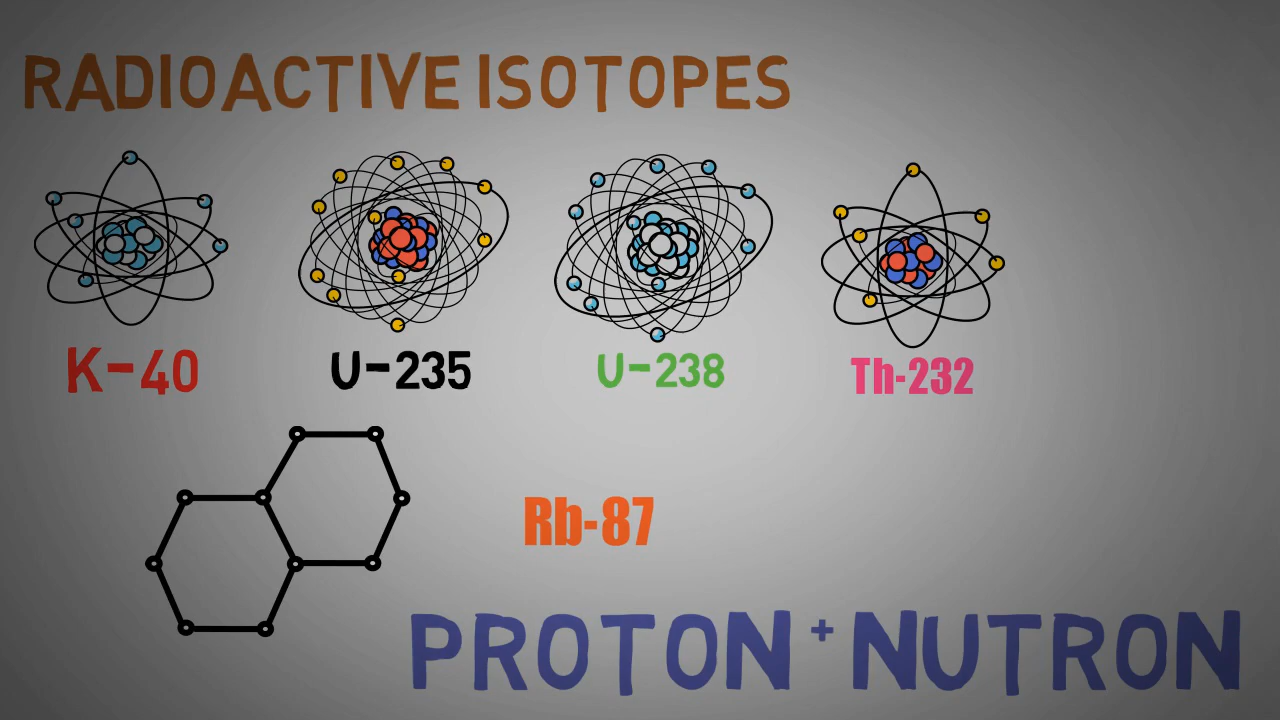 RADIOACTIVE ISOTOPES
K-40
U-235
U-238
Th-232
Rb-87
PROTON + NUTRON